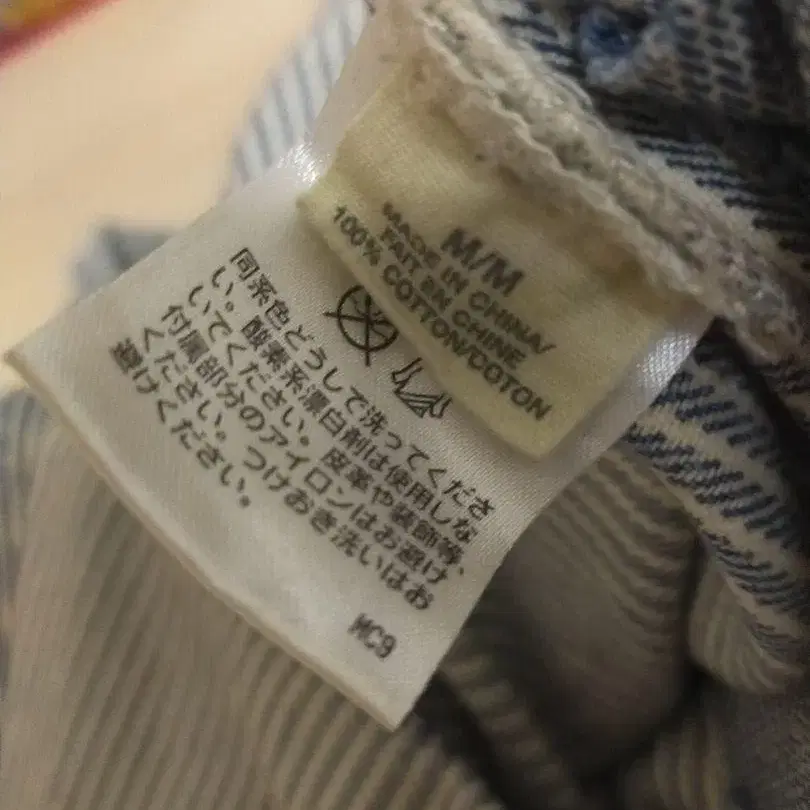 M/M
MADE IN CHINA/
FAIT EN CHINE
100% COTTON/COTON
同系色どうしで洗ってくださ
い。酸素系漂白剤は使用しな
いでください。皮革や装飾等、
付属部分のアイロンはお避け
ください。つけおき洗いはお
避けください。
MC9